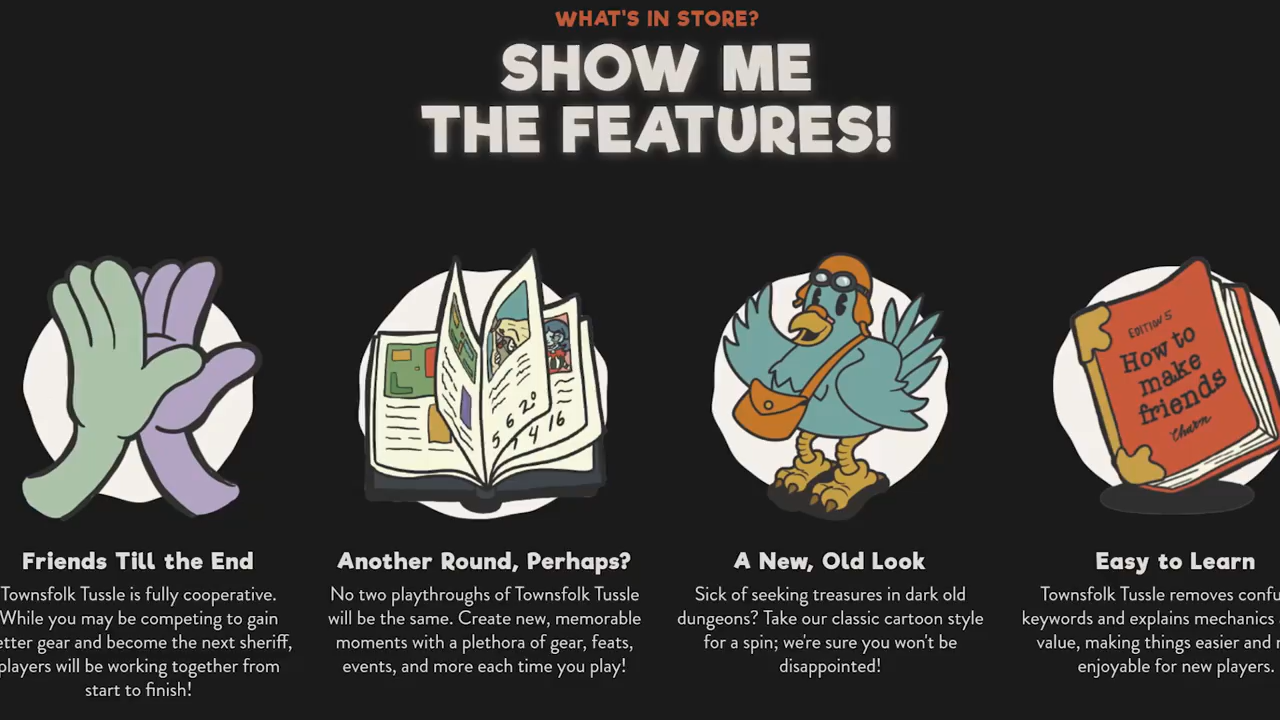 WHAT'S IN STORE?
SHOW ME
THE FEATURES!
5 6 20
1 4 16
EDITION 5
How to
make
friends
Friends Till the End
Townsfolk Tussle is fully cooperative.
While you may be competing to gain
etter gear and become the next sheriff,
players will be working together from
start to finish!
Another Round, Perhaps?
No two playthroughs of Townsfolk Tussle
will be the same. Create new, memorable
moments with a plethora of gear, feats,
events, and more each time you play!
A New, Old Look
Sick of seeking treasures in dark old
dungeons? Take our classic cartoon style
for a spin; we're sure you won't be
disappointed!
Easy to Learn
Townsfolk Tussle removes confu
keywords and explains mechanics
value, making things easier and
enjoyable for new players.